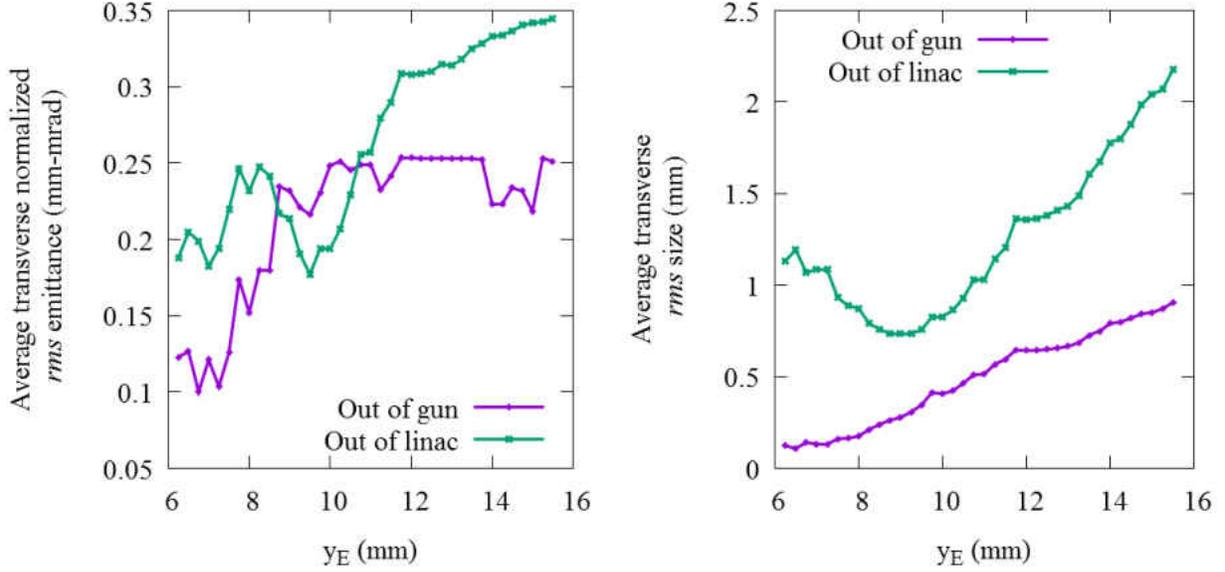 Average transverse normalized
rms emittance (mm-mrad)
0.35
0.3
0.25
0.2
0.15
0.1
0.05
Out of gun
Out of linac
6 8 10 12 14 16
yE (mm)
Average transverse
rms size (mm)
2.5
2
1.5
1
0.5
0
Out of gun
Out of linac
6 8 10 12 14 16
yE (mm)